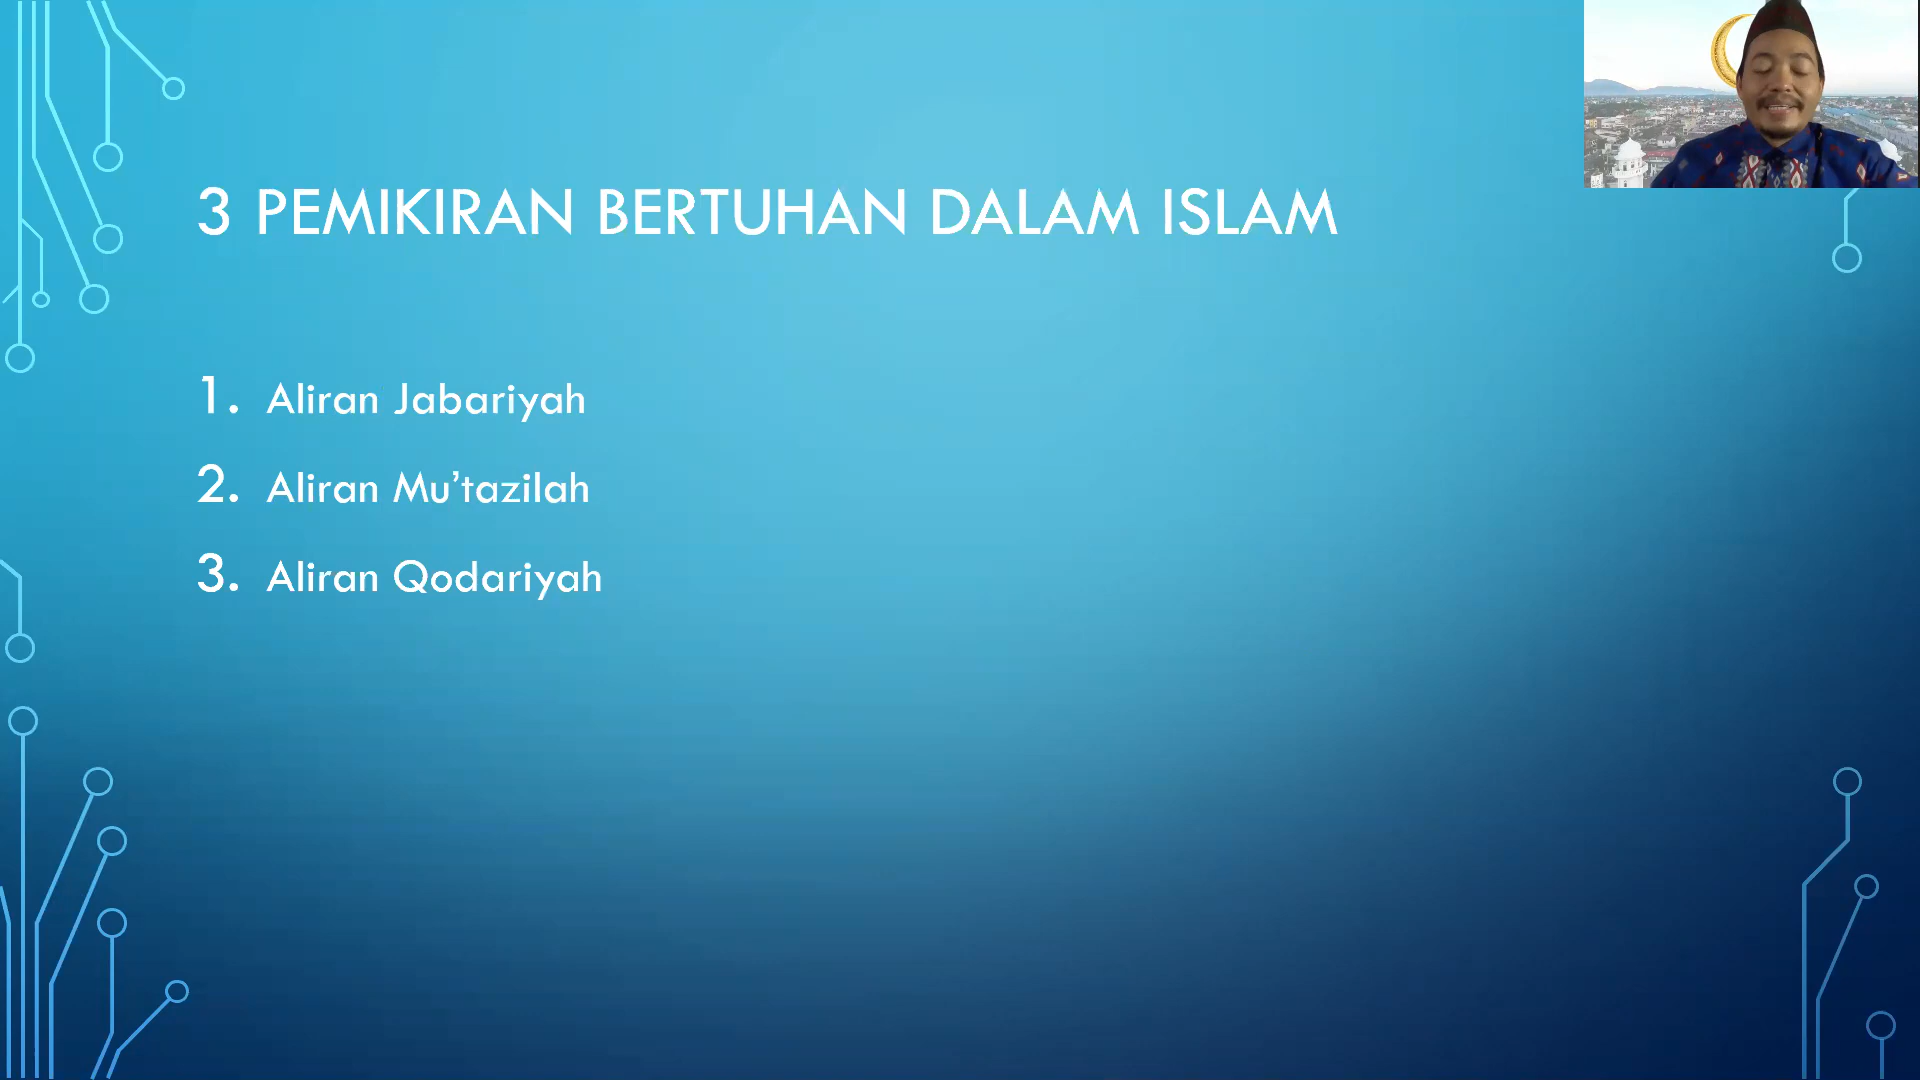 3 PEMIKIRAN BERTUHAN DALAM ISLAM
1. Aliran Jabariyah
2. Aliran Mu’tazilah
3. Aliran Qodariyah